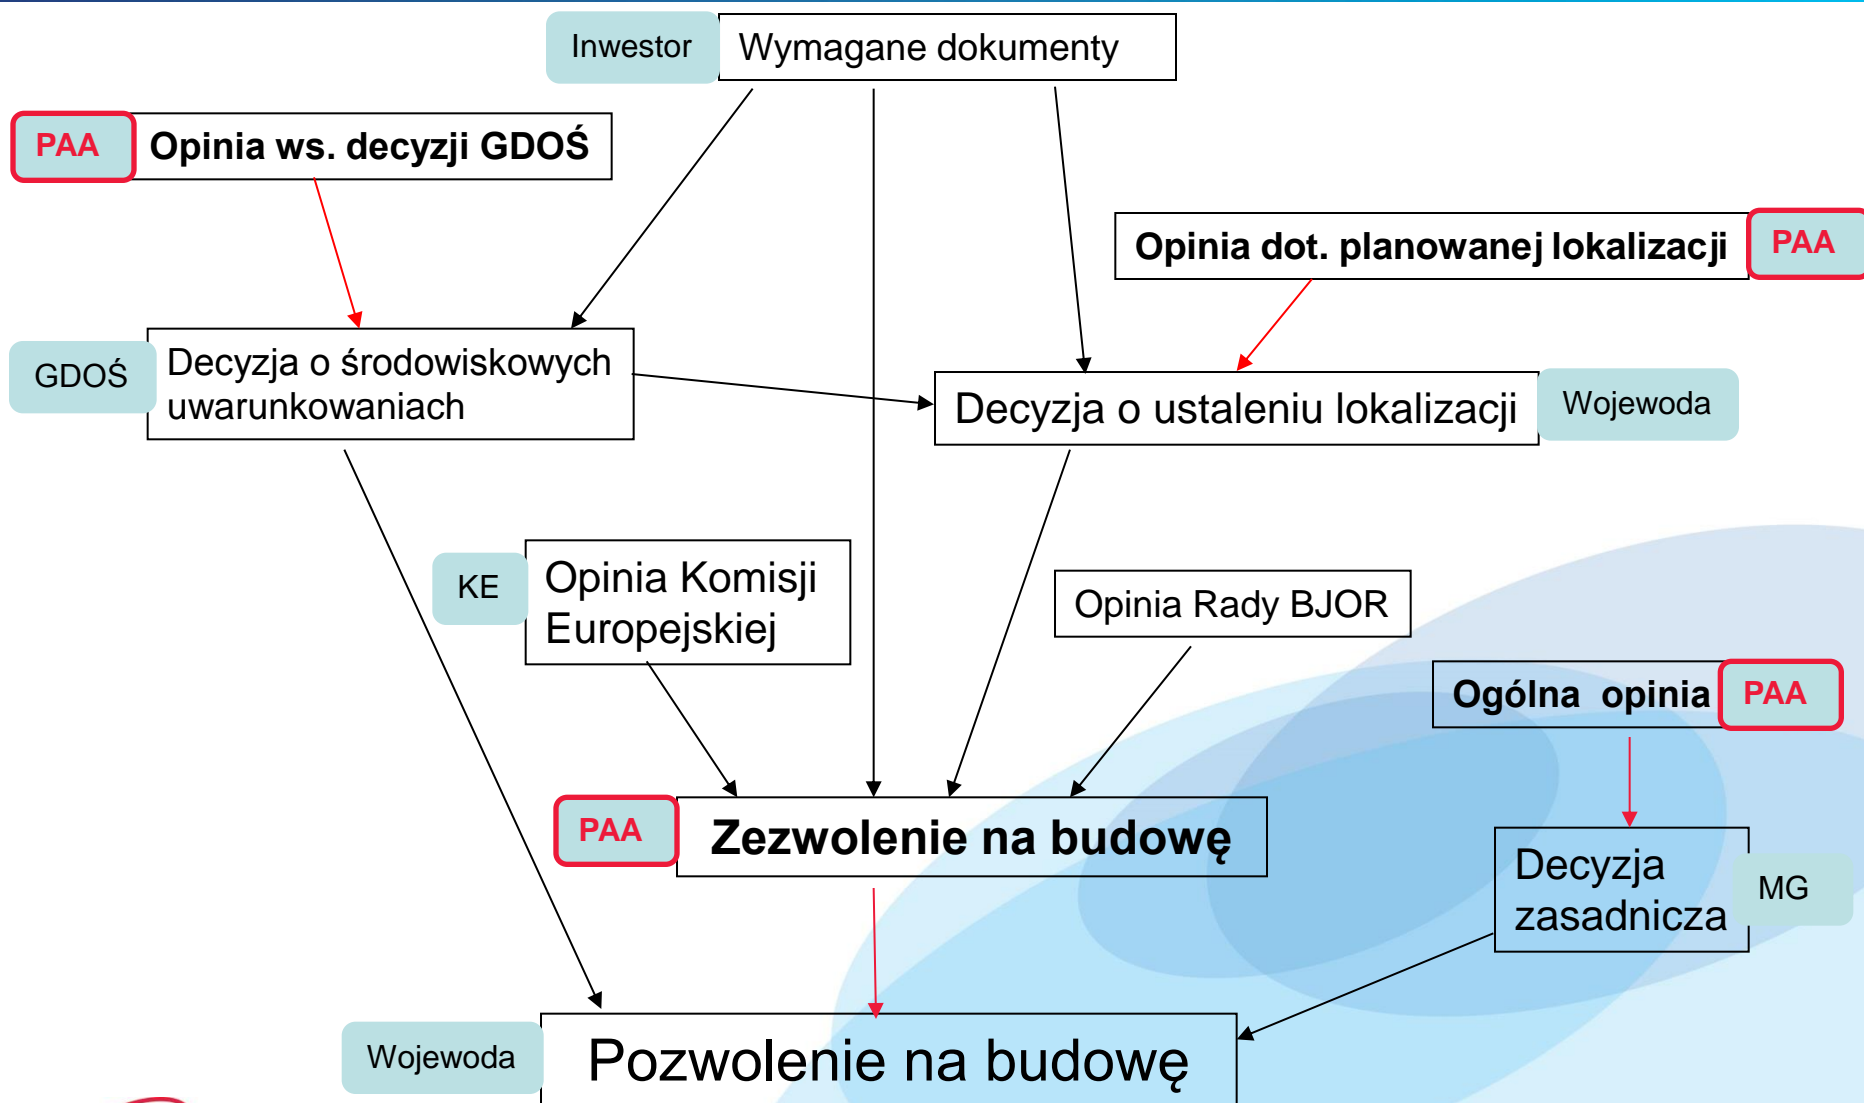 Inwestor
Wymagane dokumenty
PAA
Opinia ws. decyzji GDOŚ
Opinia dot. planowanej lokalizacji
PAA
GDOŚ
Decyzja o środowiskowych
uwarunkowaniach
Decyzja o ustaleniu lokalizacji
Wojewoda
KE
Opinia Komisji
Europejskiej
Opinia Rady BJOR
Ogólna opinia
PAA
PAA
Zezwolenie na budowę
Decyzja
zasadnicza
MG
Wojewoda
Pozwolenie na budowę